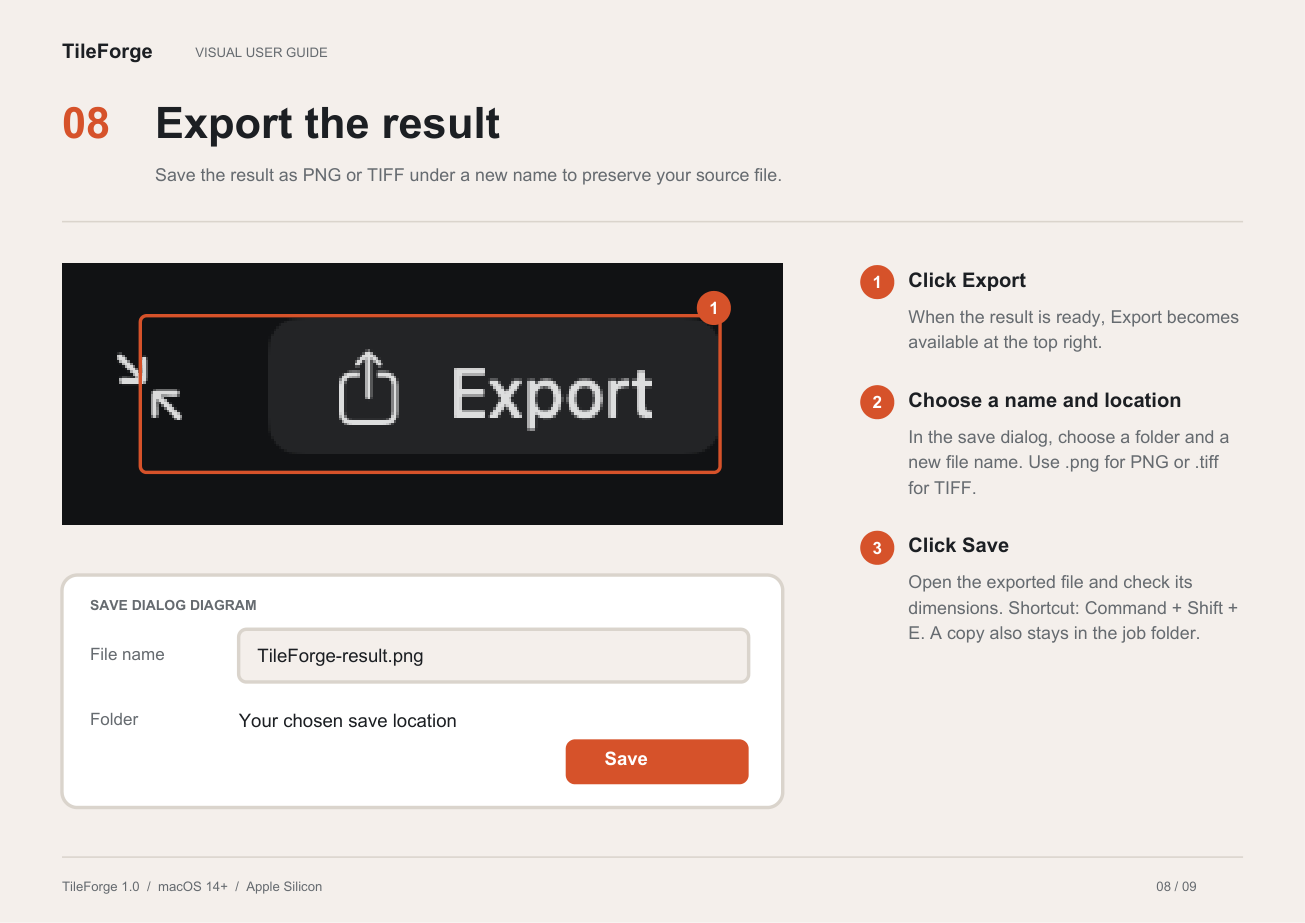 TileForge VISUAL USER GUIDE
08 Export the result
Save the result as PNG or TIFF under a new name to preserve your source file.
1
Export
SAVE DIALOG DIAGRAM
File name TileForge-result.png
Folder Your chosen save location
Save
1 Click Export
When the result is ready, Export becomes
available at the top right.
2 Choose a name and location
In the save dialog, choose a folder and a
new file name. Use .png for PNG or .tiff
for TIFF.
3 Click Save
Open the exported file and check its
dimensions. Shortcut: Command + Shift +
E. A copy also stays in the job folder.
TileForge 1.0 / macOS 14+ / Apple Silicon 08 / 09